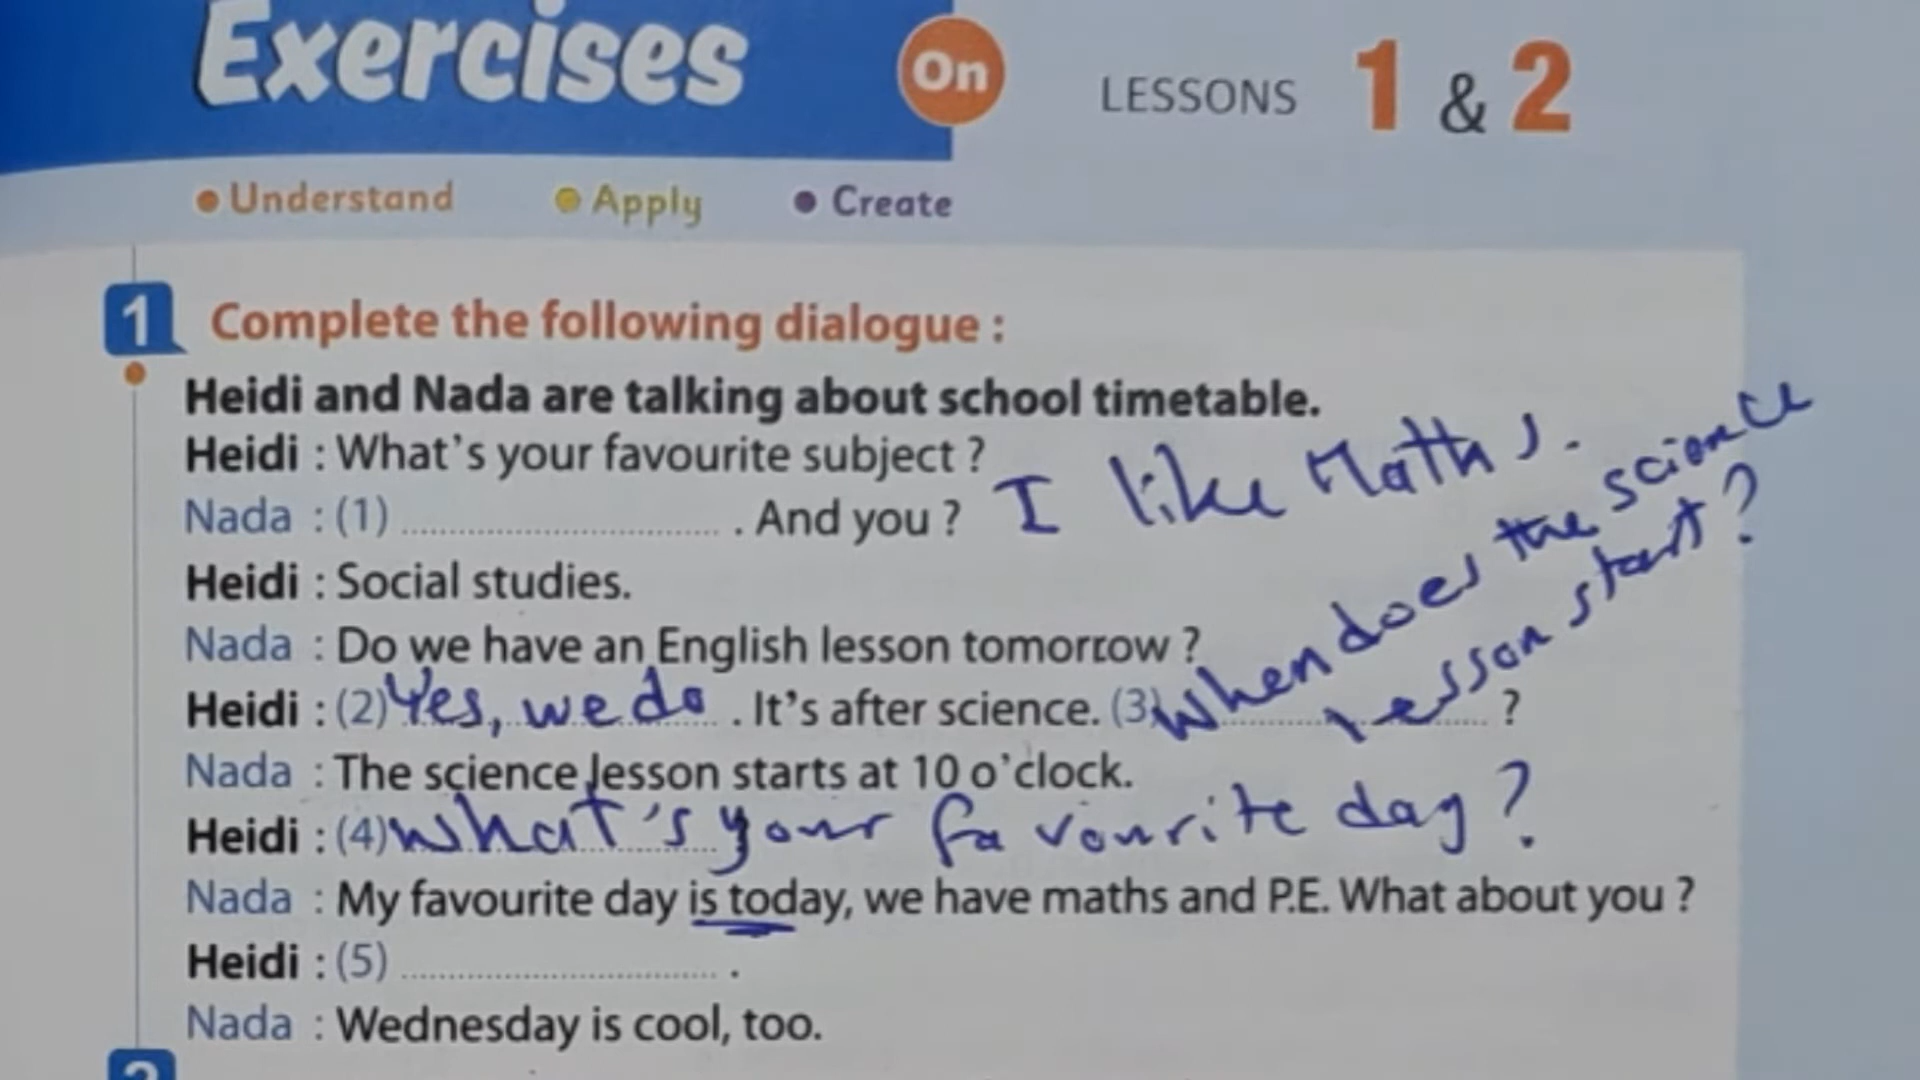 Exercises On LESSONS 1 & 2
Understand Apply Create
1 Complete the following dialogue :
Heidi and Nada are talking about school timetable.
Heidi : What's your favourite subject ?
Nada : (1) ........................ . And you ? I like Maths.
Heidi : Social studies.
Nada : Do we have an English lesson tomorrow ?
Heidi : (2) Yes, we do . It's after science. (3) When does the science lesson start? ?
Nada : The science lesson starts at 10 o'clock.
Heidi : (4) what's your favourite day ?
Nada : My favourite day is today, we have maths and P.E. What about you ?
Heidi : (5) ........................ .
Nada : Wednesday is cool, too.
2